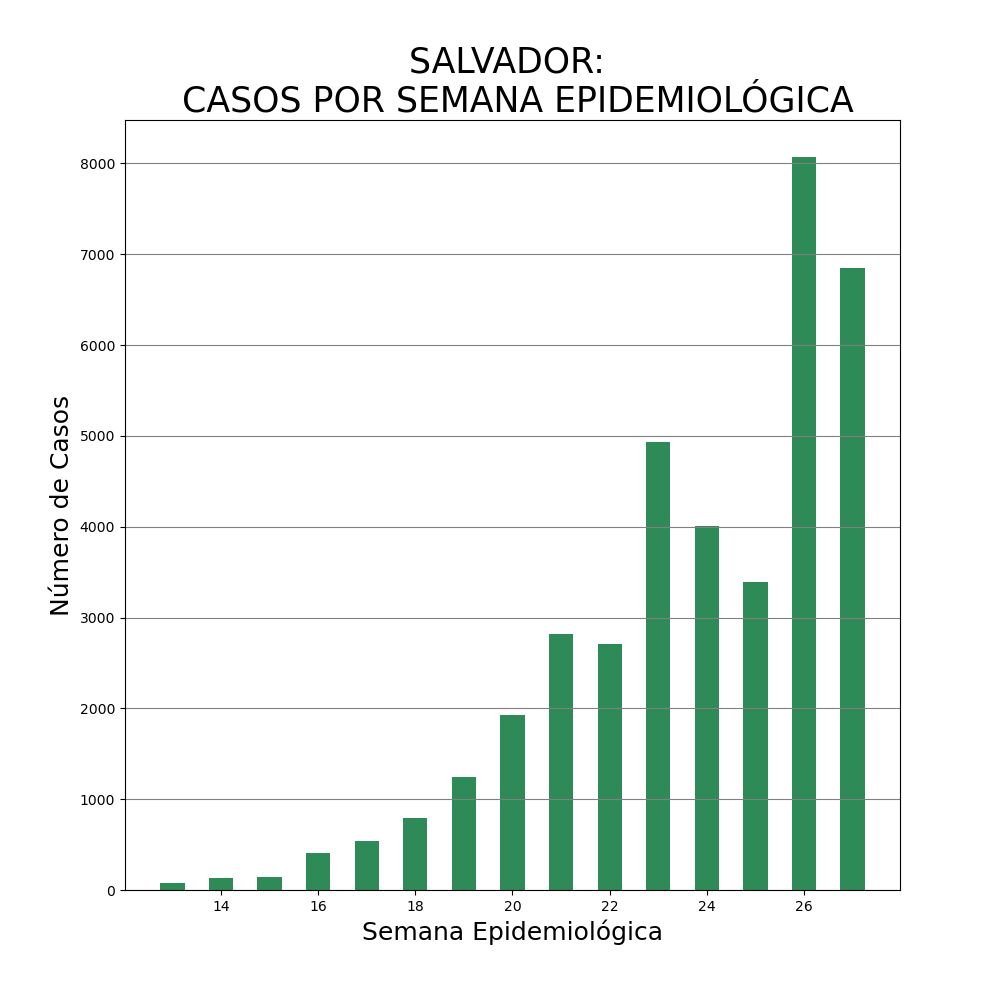 SALVADOR:
CASOS POR SEMANA EPIDEMIOLÓGICA
Número de Casos
8000
7000
6000
5000
4000
3000
2000
1000
0
14 16 18 20 22 24 26
Semana Epidemiológica